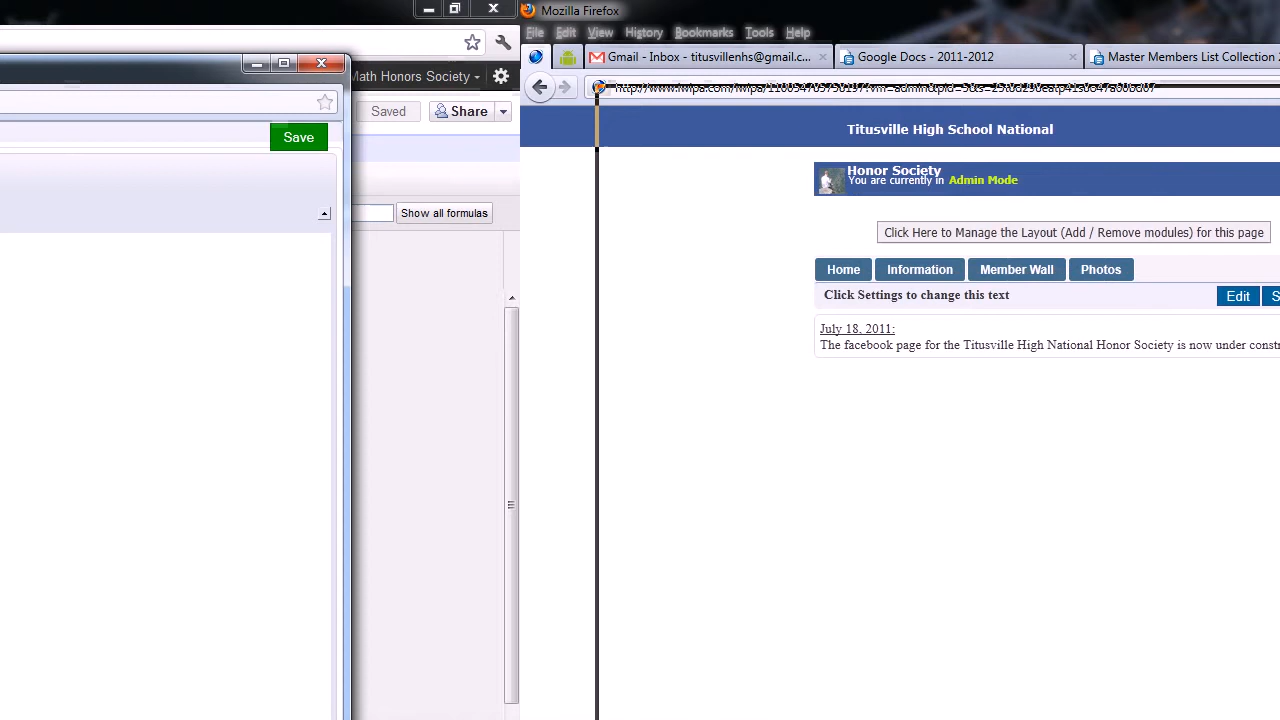 Mozilla Firefox
File Edit View History Bookmarks Tools Help
Gmail - Inbox - titusvillenhs@gmail.c...
Google Docs - 2011-2012
Master Members List Collection
Math Honors Society
Saved
Share
Save
Show all formulas
Titusville High School National
Honor Society
You are currently in Admin Mode
Click Here to Manage the Layout (Add / Remove modules) for this page
Home Information Member Wall Photos
Click Settings to change this text
Edit
July 18, 2011:
The facebook page for the Titusville High National Honor Society is now under